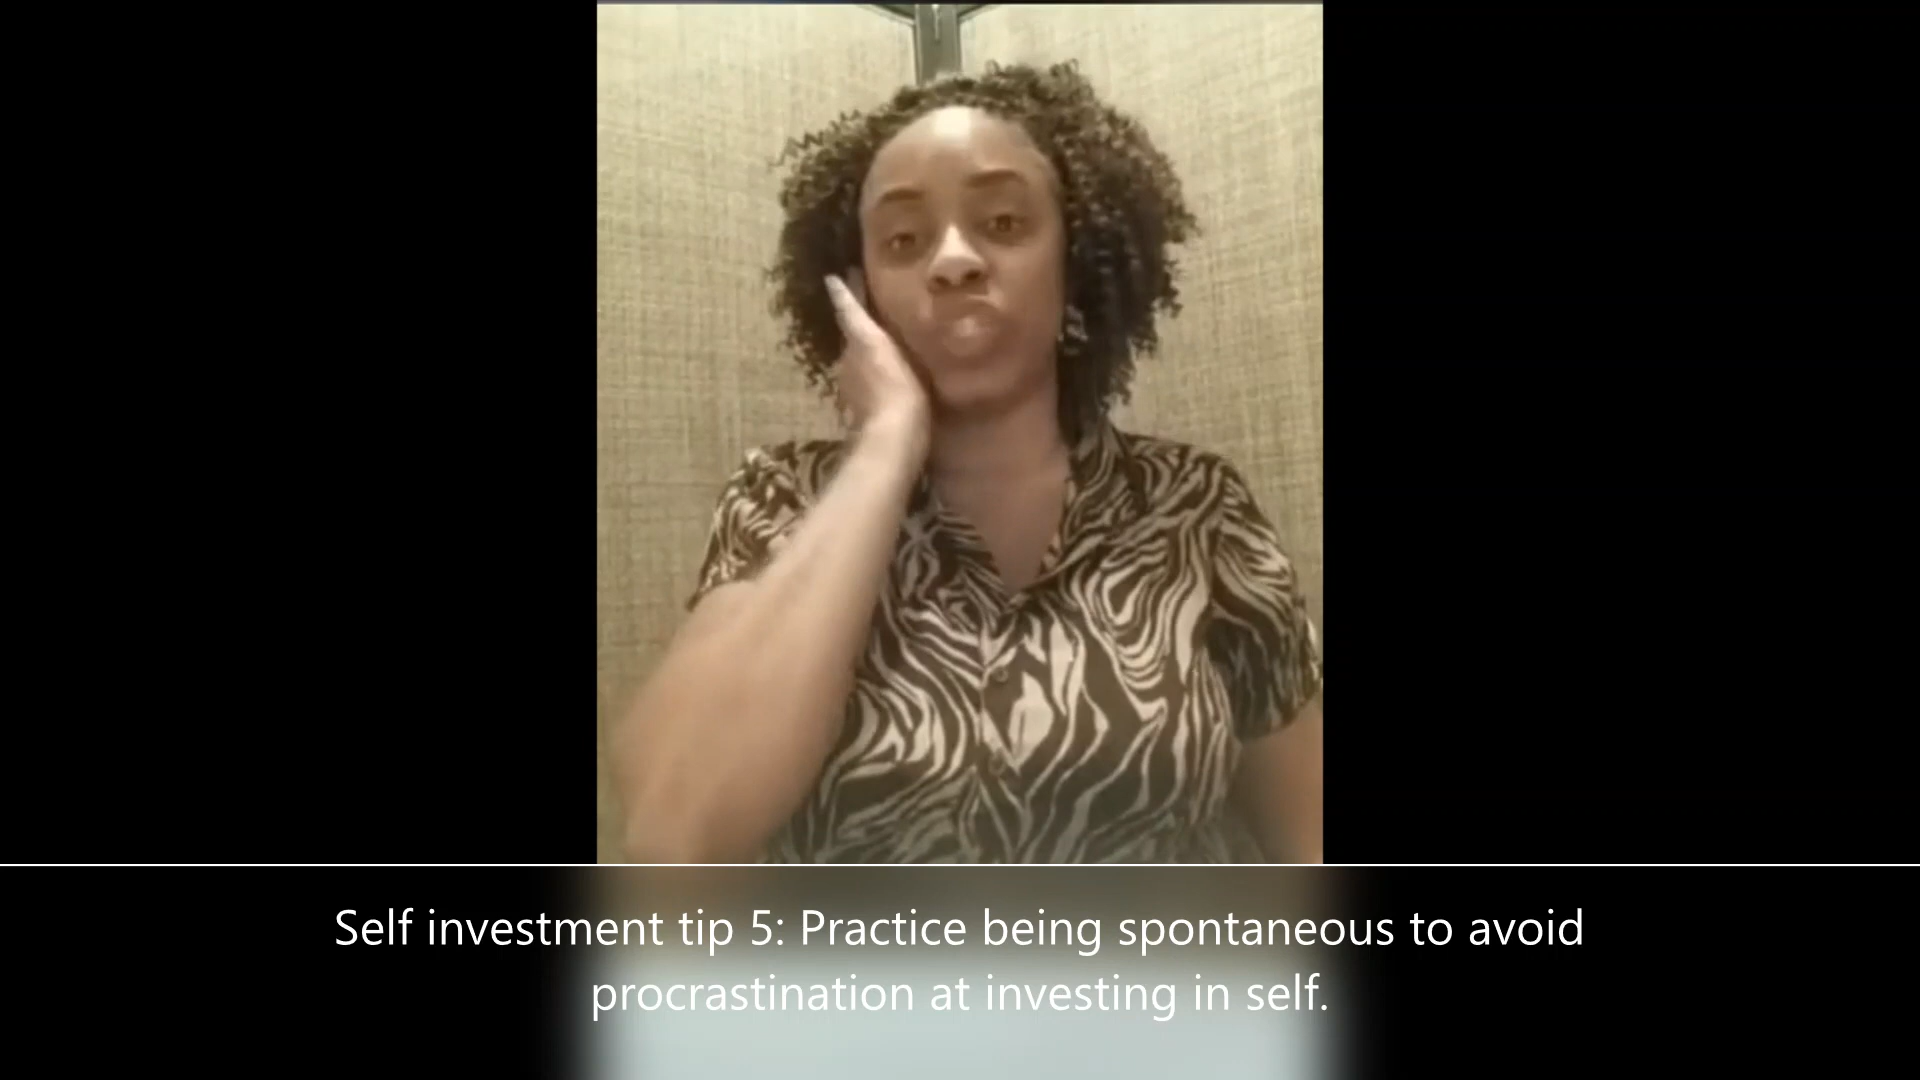 Self investment tip 5: Practice being spontaneous to avoid
procrastination at investing in self.